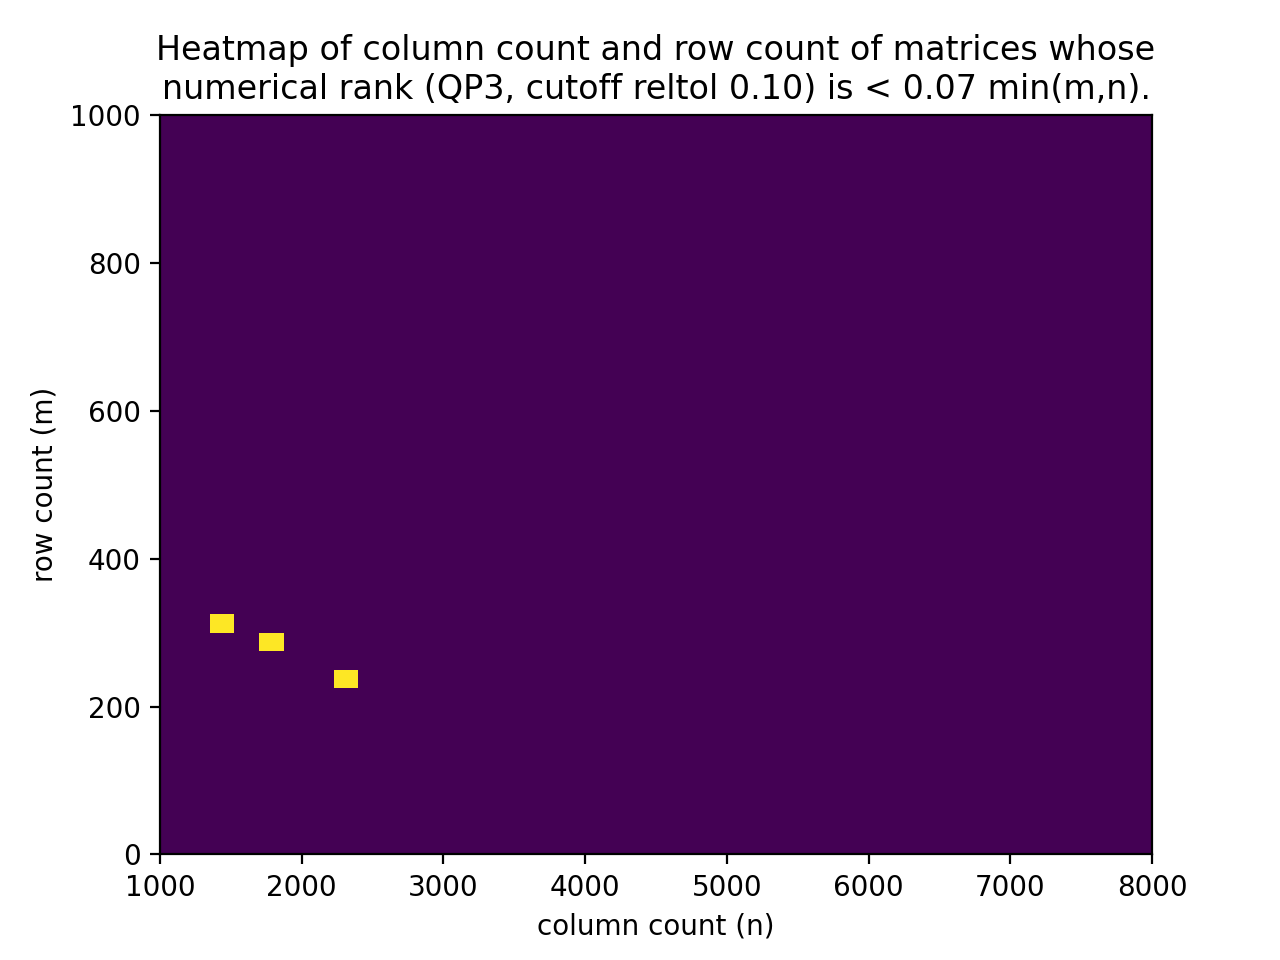 Heatmap of column count and row count of matrices whose
numerical rank (QP3, cutoff reltol 0.10) is < 0.07 min(m,n).
1000
800
600
400
200
0
row count (m)
1000 2000 3000 4000 5000 6000 7000 8000
column count (n)